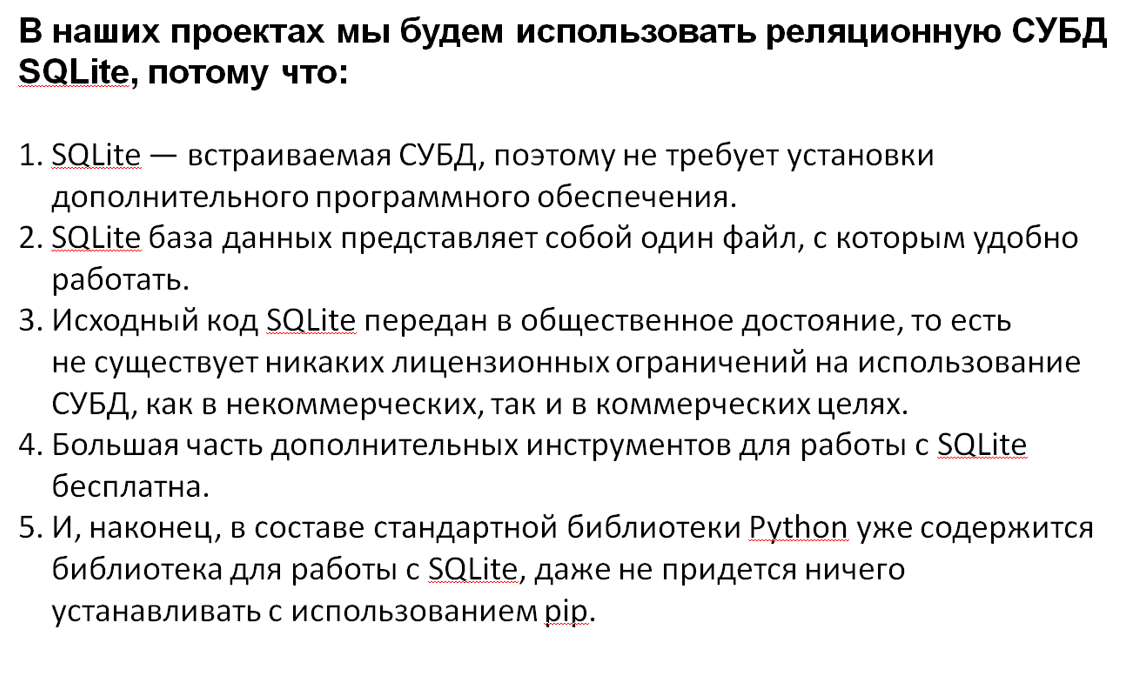 В наших проектах мы будем использовать реляционную СУБД
SQLite, потому что:
1. SQLite — встраиваемая СУБД, поэтому не требует установки
дополнительного программного обеспечения.
2. SQLite база данных представляет собой один файл, с которым удобно
работать.
3. Исходный код SQLite передан в общественное достояние, то есть
не существует никаких лицензионных ограничений на использование
СУБД, как в некоммерческих, так и в коммерческих целях.
4. Большая часть дополнительных инструментов для работы с SQLite
бесплатна.
5. И, наконец, в составе стандартной библиотеки Python уже содержится
библиотека для работы с SQLite, даже не придется ничего
устанавливать с использованием pip.